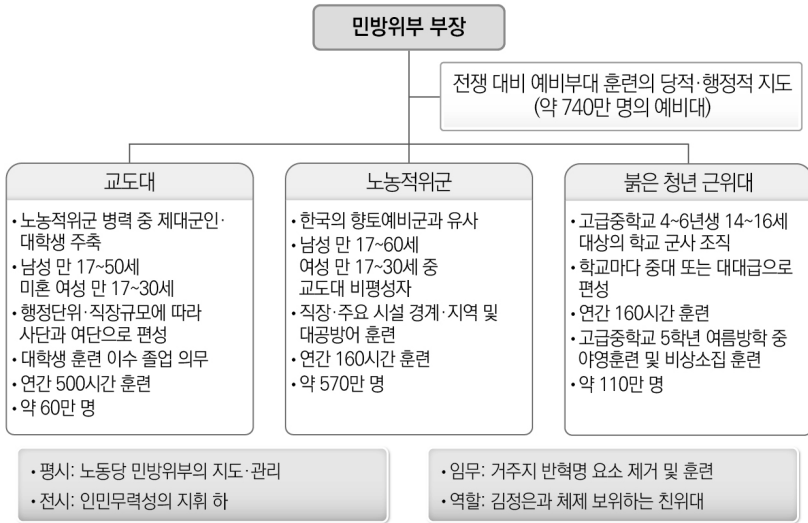 민방위부 부장
전쟁 대비 예비부대 훈련의 당적·행정적 지도
(약 740만 명의 예비대)
교도대
• 노농적위군 병력 중 제대군인·
대학생 주축
• 남성 만 17~50세
미혼 여성 만 17~30세
• 행정단위·직장규모에 따라
사단과 여단으로 편성
• 대학생 훈련 이수 졸업 의무
• 연간 500시간 훈련
• 약 60만 명
노농적위군
• 한국의 향토예비군과 유사
• 남성 만 17~60세
여성 만 17~30세 중
교도대 비평성자
• 직장·주요 시설 경계·지역 및
대공방어 훈련
• 연간 160시간 훈련
• 약 570만 명
붉은 청년 근위대
• 고급중학교 4~6년생 14~16세
대상의 학교 군사 조직
• 학교마다 중대 또는 대대급으로
편성
• 연간 160시간 훈련
• 고급중학교 5학년 여름방학 중
야영훈련 및 비상소집 훈련
• 약 110만 명
• 평시: 노동당 민방위부의 지도·관리
• 전시: 인민무력성의 지휘 하
• 임무: 거주지 반혁명 요소 제거 및 훈련
• 역할: 김정은과 체제 보위하는 친위대